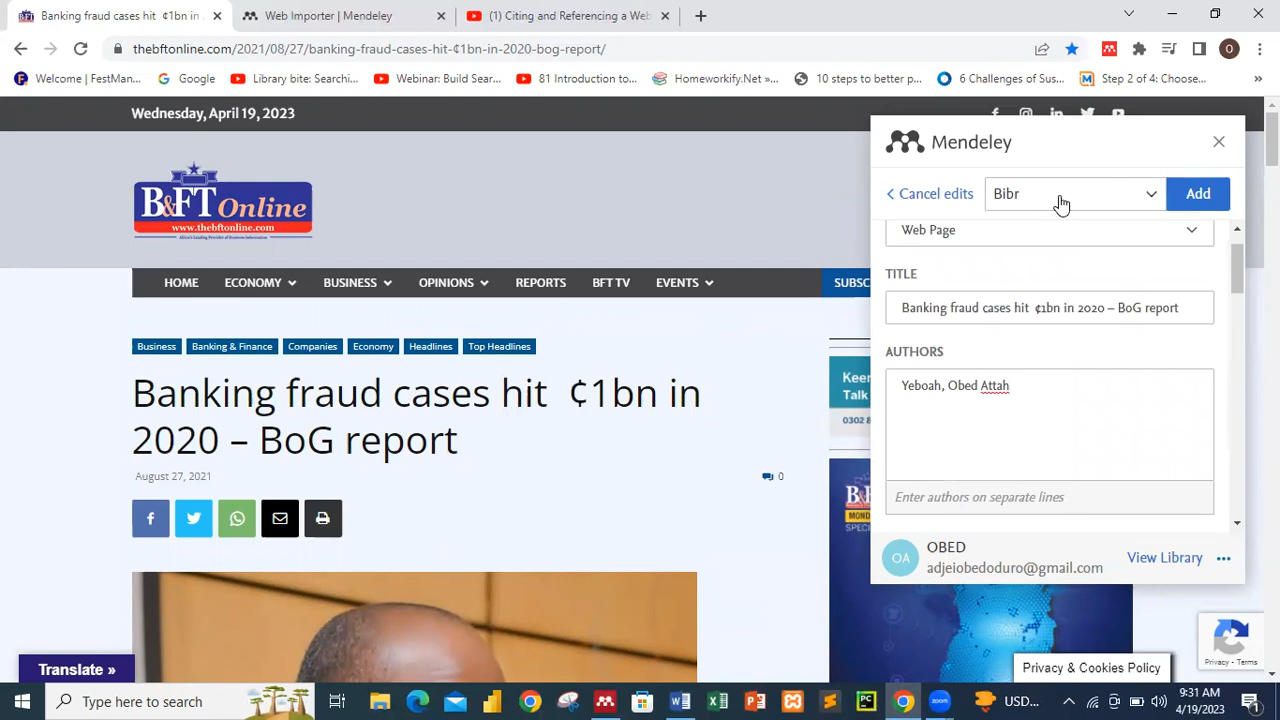 Banking fraud cases hit ¢1bn in
Web Importer | Mendeley
(1) Citing and Referencing a Web
thebftonline.com/2021/08/27/banking-fraud-cases-hit-¢1bn-in-2020-bog-report/
O
Welcome | FestMan...
Google
Library bite: Searchi...
Webinar: Build Sear...
81 Introduction to...
Homeworkify.Net »...
10 steps to better p...
6 Challenges of Sus...
Step 2 of 4: Choose...
Wednesday, April 19, 2023
B&FT Online
www.thebftonline.com
HOME
ECONOMY
BUSINESS
OPINIONS
REPORTS
BFT TV
EVENTS
SUBSC
Business
Banking & Finance
Companies
Economy
Headlines
Top Headlines
Banking fraud cases hit ¢1bn in
2020 – BoG report
August 27, 2021
0
Keen
Talk
0302 8
Mendeley
Cancel edits
Bibr
Add
Web Page
TITLE
Banking fraud cases hit ¢1bn in 2020 – BoG report
AUTHORS
Yeboah, Obed Attah
Enter authors on separate lines
OA
OBED
adjeiobedoduro@gmail.com
View Library
Privacy - Terms
Privacy & Cookies Policy
Translate »
Type here to search
USD...
9:31 AM
4/19/2023